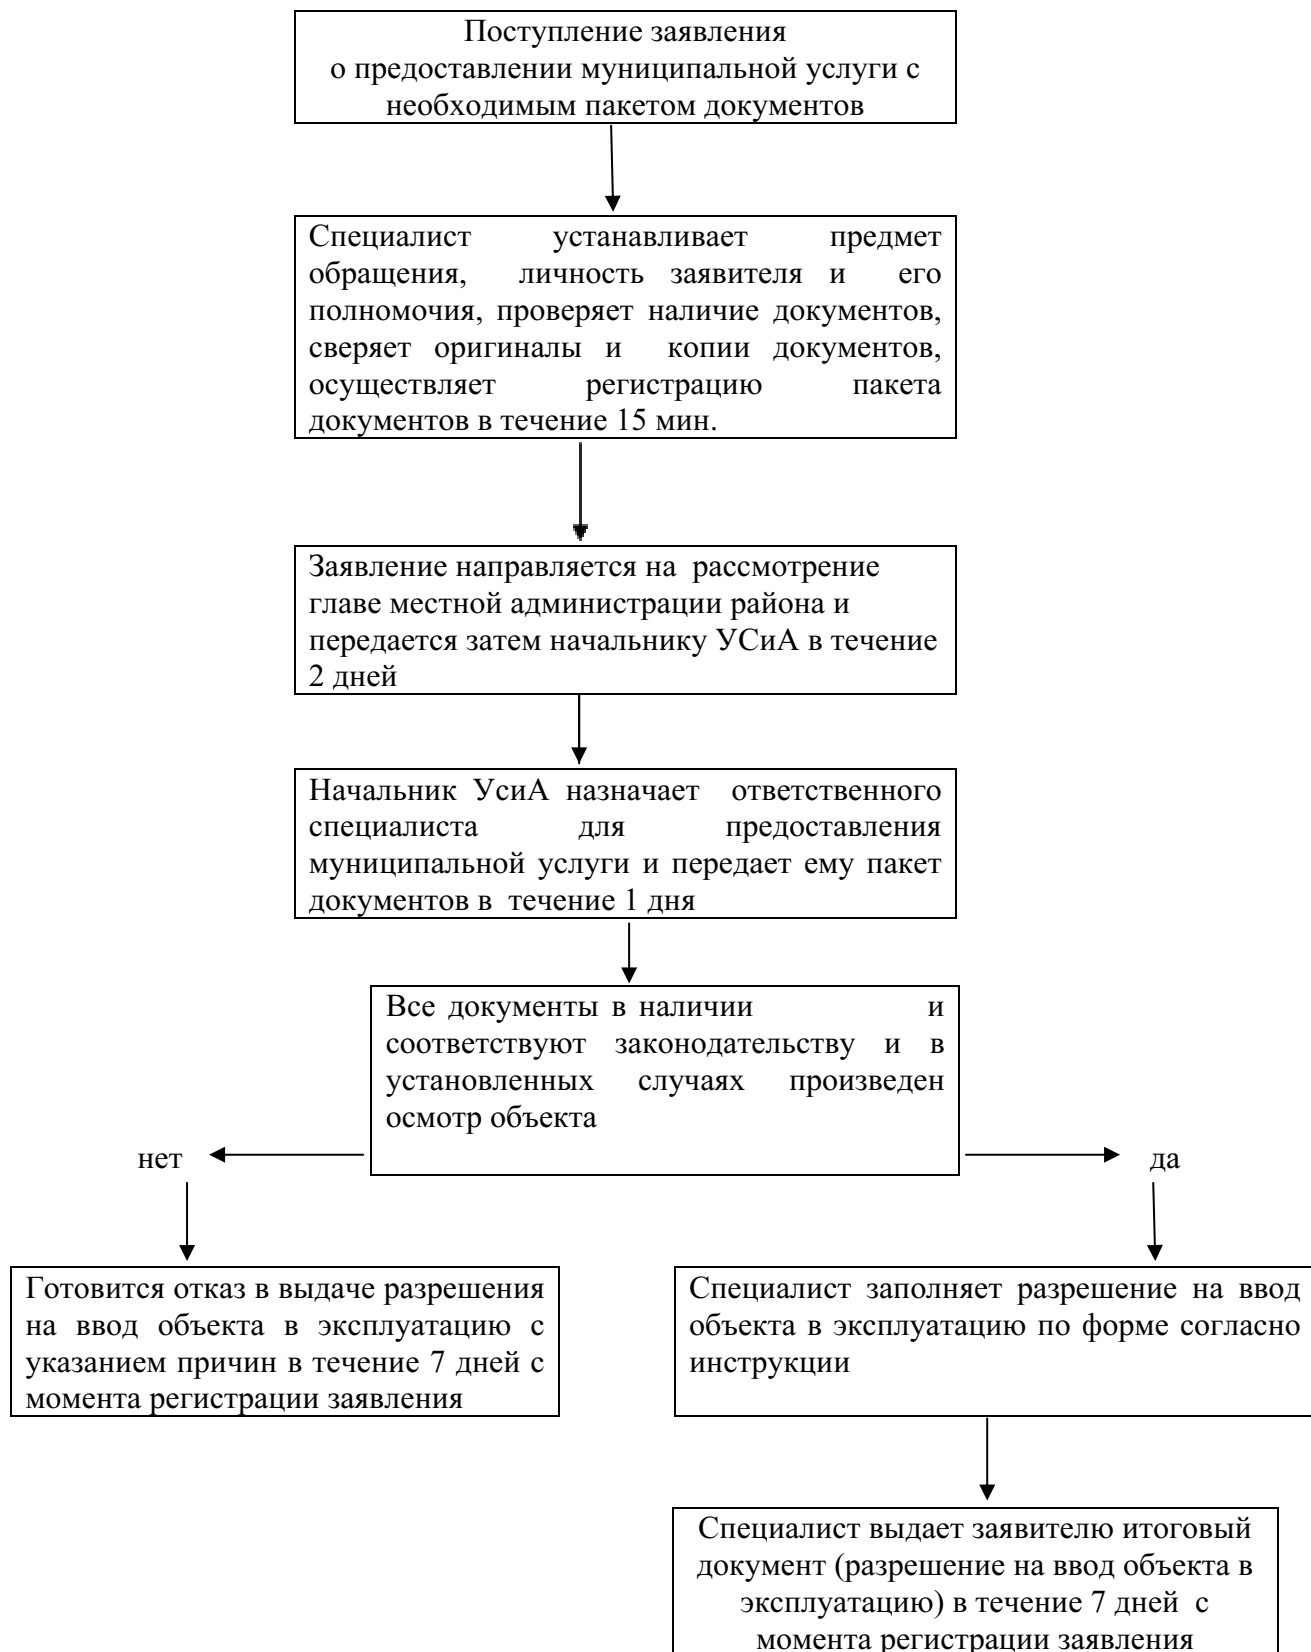 Поступление заявления
о предоставлении муниципальной услуги с
необходимым пакетом документов
Специалист устанавливает предмет
обращения, личность заявителя и его
полномочия, проверяет наличие документов,
сверяет оригиналы и копии документов,
осуществляет регистрацию пакета
документов в течение 15 мин.
Заявление направляется на рассмотрение
главе местной администрации района и
передается затем начальнику УСиА в течение
2 дней
Начальник УсиА назначает ответственного
специалиста для предоставления
муниципальной услуги и передает ему пакет
документов в течение 1 дня
Все документы в наличии и
соответствуют законодательству и в
установленных случаях произведен
осмотр объекта
нет
да
Готовится отказ в выдаче разрешения
на ввод объекта в эксплуатацию с
указанием причин в течение 7 дней с
момента регистрации заявления
Специалист заполняет разрешение на ввод
объекта в эксплуатацию по форме согласно
инструкции
Специалист выдает заявителю итоговый
документ (разрешение на ввод объекта в
эксплуатацию) в течение 7 дней с
момента регистрации заявления